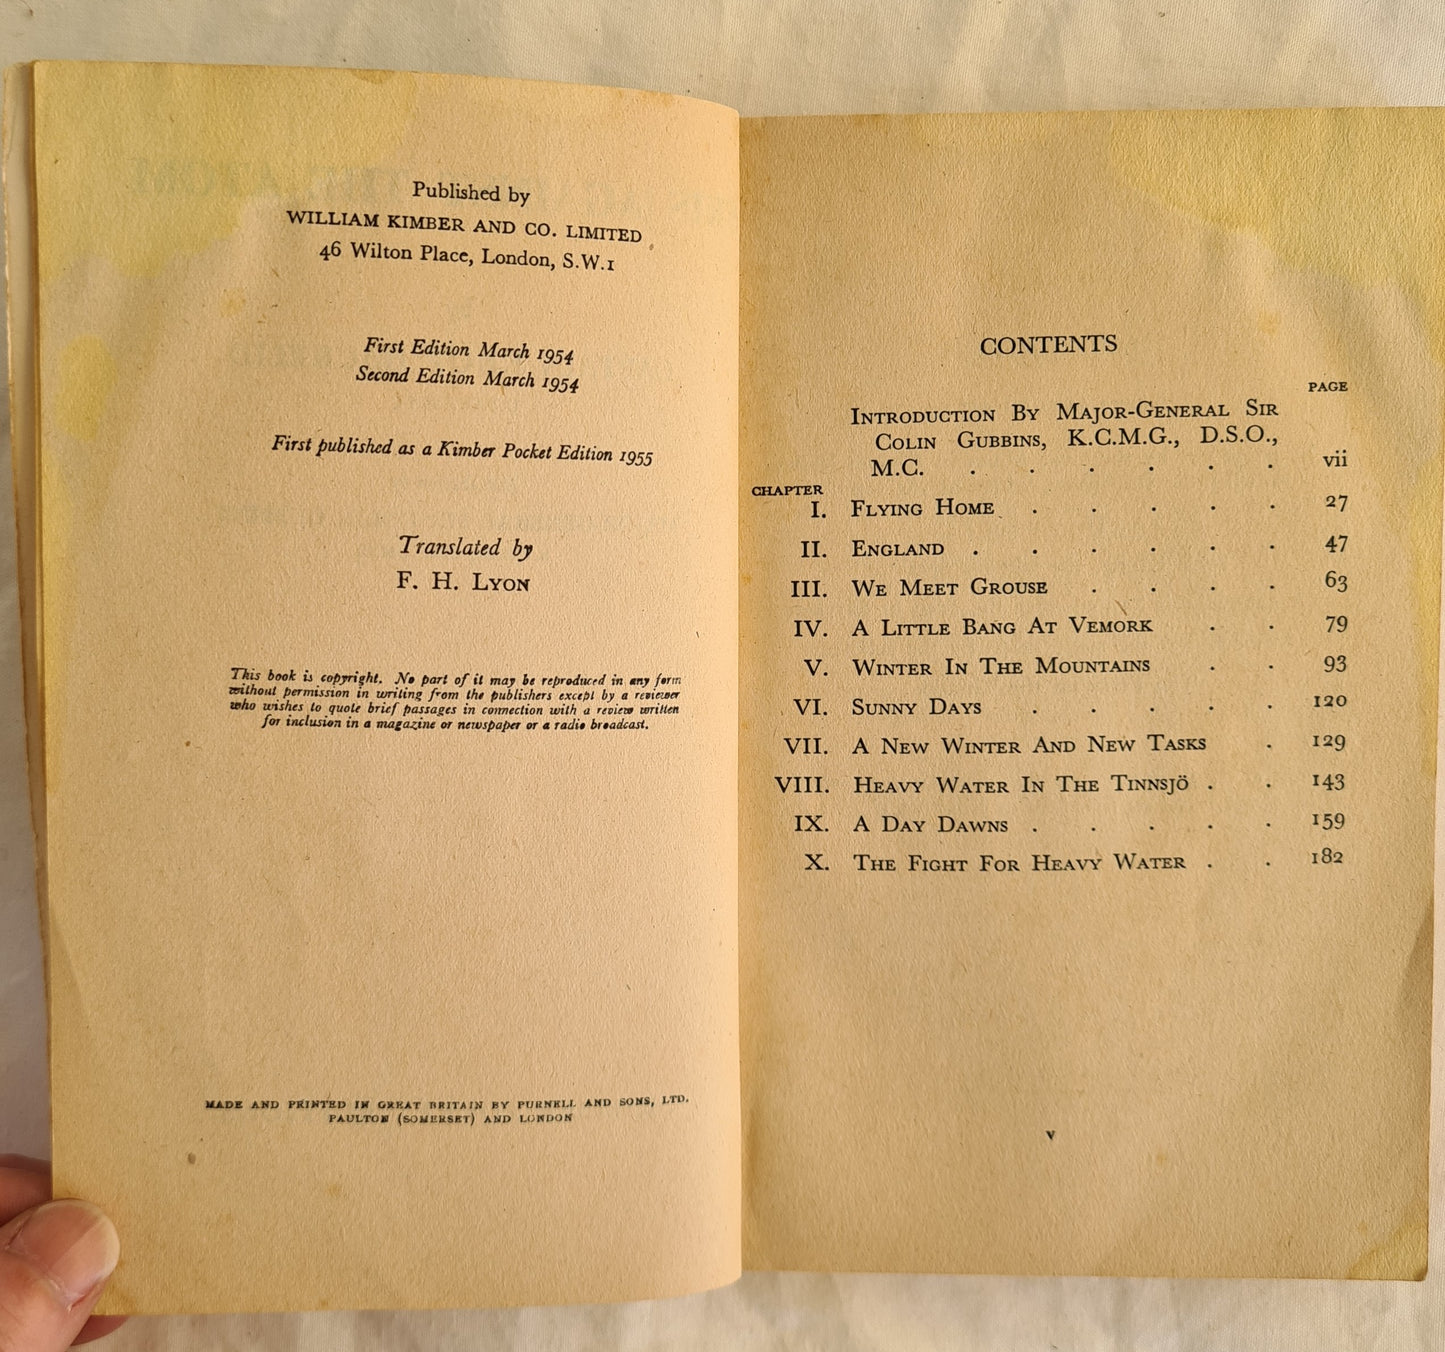 Published by
WILLIAM KIMBER AND CO. LIMITED
46 Wilton Place, London, S.W.1
First Edition March 1954
Second Edition March 1954
First published as a Kimber Pocket Edition 1955
Translated by
F. H. LYON
This book is copyright. No part of it may be reproduced in any form
without permission in writing from the publishers except by a reviewer
who wishes to quote brief passages in connection with a review written
for inclusion in a magazine or newspaper or a radio broadcast.
MADE AND PRINTED IN GREAT BRITAIN BY PURNELL AND SONS, LTD.
PAULTON (SOMERSET) AND LONDON
CONTENTS
PAGE
INTRODUCTION BY MAJOR-GENERAL SIR
COLIN GUBBINS, K.C.M.G., D.S.O.,
M.C. . . . . . . vii
CHAPTER
I. FLYING HOME . . . . . 27
II. ENGLAND . . . . . . 47
III. WE MEET GROUSE . . . . 63
IV. A LITTLE BANG AT VEMORK . . 79
V. WINTER IN THE MOUNTAINS . . 93
VI. SUNNY DAYS . . . . . 120
VII. A NEW WINTER AND NEW TASKS . 129
VIII. HEAVY WATER IN THE TINNSJÖ . . 143
IX. A DAY DAWNS . . . . . 159
X. THE FIGHT FOR HEAVY WATER . . 182
v